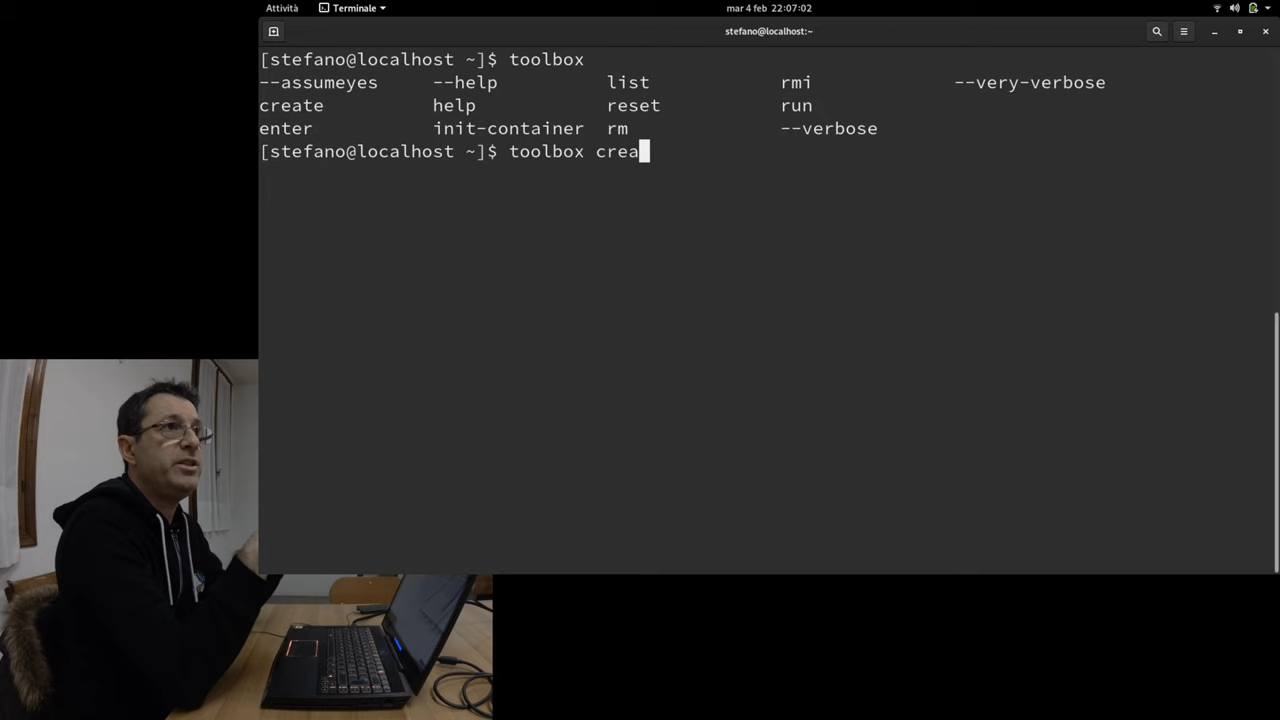 Attività Terminale mar 4 feb 22:07:02
stefano@localhost:~
[stefano@localhost ~]$ toolbox
--assumeyes --help list rmi --very-verbose
create help reset run
enter init-container rm --verbose
[stefano@localhost ~]$ toolbox crea